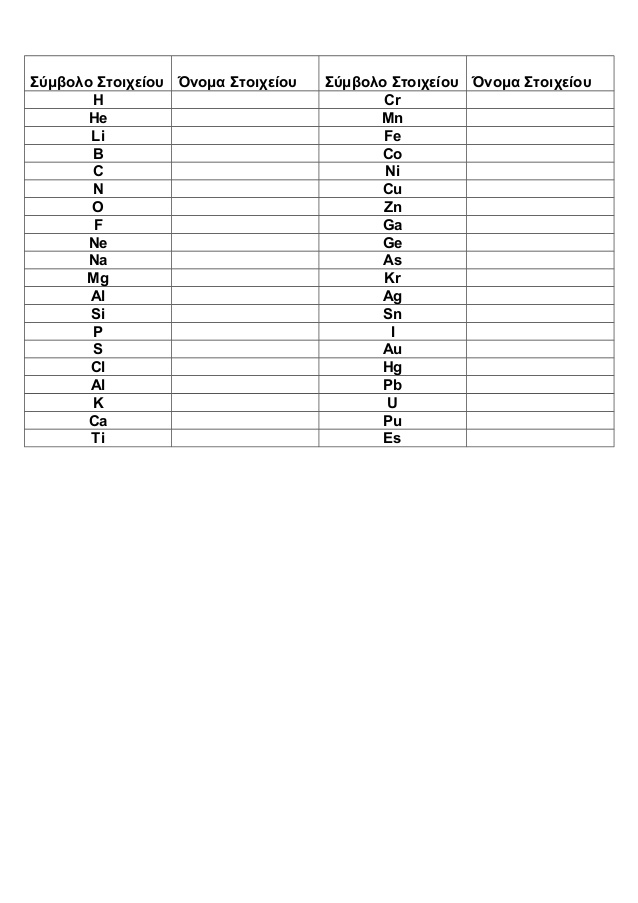 Σύμβολο Στοιχείου Όνομα Στοιχείου Σύμβολο Στοιχείου Όνομα Στοιχείου
H Cr
He Mn
Li Fe
B Co
C Ni
N Cu
O Zn
F Ga
Ne Ge
Na As
Mg Kr
Al Ag
Si Sn
P I
S Au
Cl Hg
Al Pb
K U
Ca Pu
Ti Es